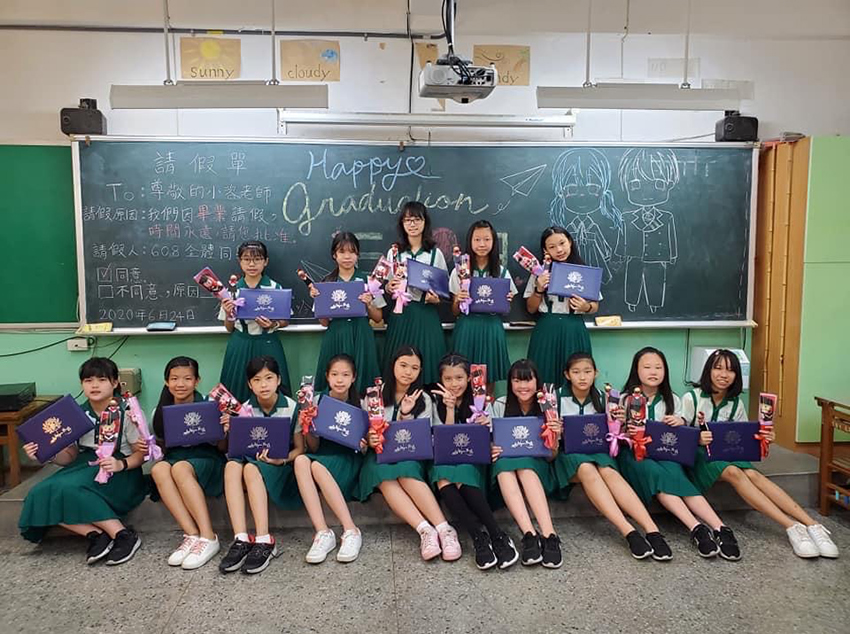 sunny
cloudy
請假單
To:尊敬的小洛老師
請假原因:我們因畢業請假,
時間永遠,請您批准.
請假人:608全體同
☑同意.
□不同意,原因
2020年6月24日
Happy♡
Graduation